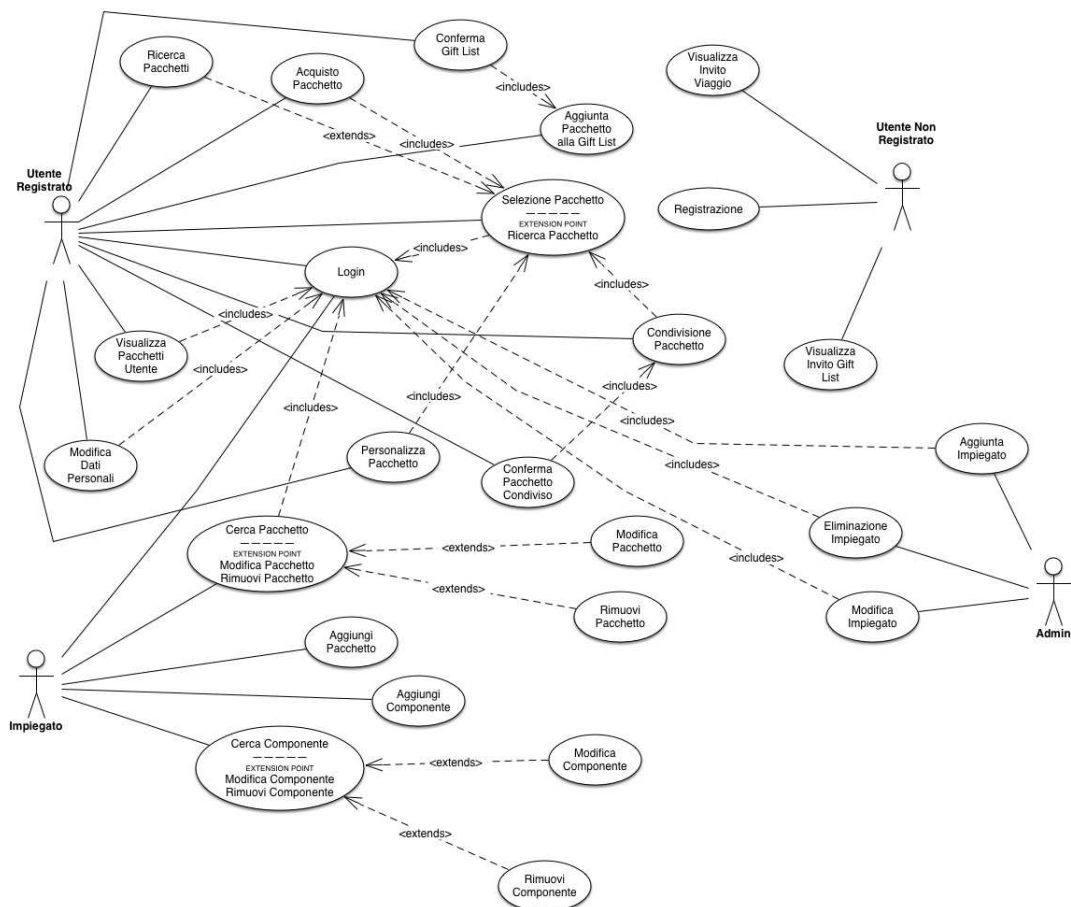 Conferma
Gift List
Ricerca
Pacchetti
Acquisto
Pacchetto
Visualizza
Invito
Viaggio
<includes>
<extends>
<includes>
Aggiunta
Pacchetto
alla Gift List
Utente Non
Registrato
Utente
Registrato
Selezione Pacchetto
EXTENSION POINT
Ricerca Pacchetto
Registrazione
<includes>
Login
<includes>
<includes>
Visualizza
Pacchetti
Utente
Condivisione
Pacchetto
Visualizza
Invito Gift
List
<includes>
<includes>
<includes>
<includes>
<includes>
<includes>
Modifica
Dati
Personali
Personalizza
Pacchetto
Conferma
Pacchetto
Condiviso
<includes>
Aggiunta
Impiegato
Cerca Pacchetto
EXTENSION POINT
Modifica Pacchetto
Rimuovi Pacchetto
<extends>
Modifica
Pacchetto
Eliminazione
Impiegato
<includes>
<extends>
Rimuovi
Pacchetto
Modifica
Impiegato
Admin
Aggiungi
Pacchetto
Aggiungi
Componente
Impiegato
Cerca Componente
EXTENSION POINT
Modifica Componente
Rimuovi Componente
<extends>
Modifica
Componente
<extends>
Rimuovi
Componente